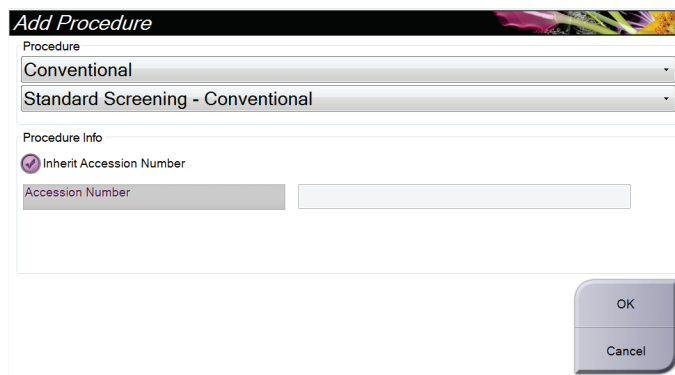 Add Procedure
Procedure
Conventional
Standard Screening - Conventional
Procedure Info
Inherit Accession Number
Accession Number
OK
Cancel